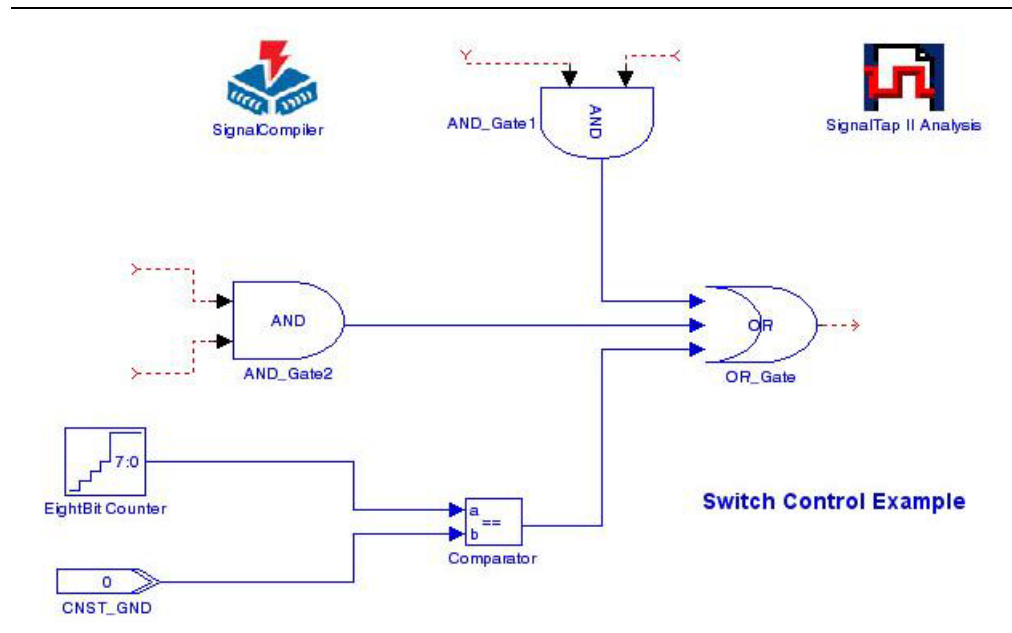 SignalCompiler
AND_Gate1
AND
SignalTap II Analysis
AND
AND_Gate2
OR
OR_Gate
7:0
EightBit Counter
a
==
b
Comparator
Switch Control Example
0
CNST_GND